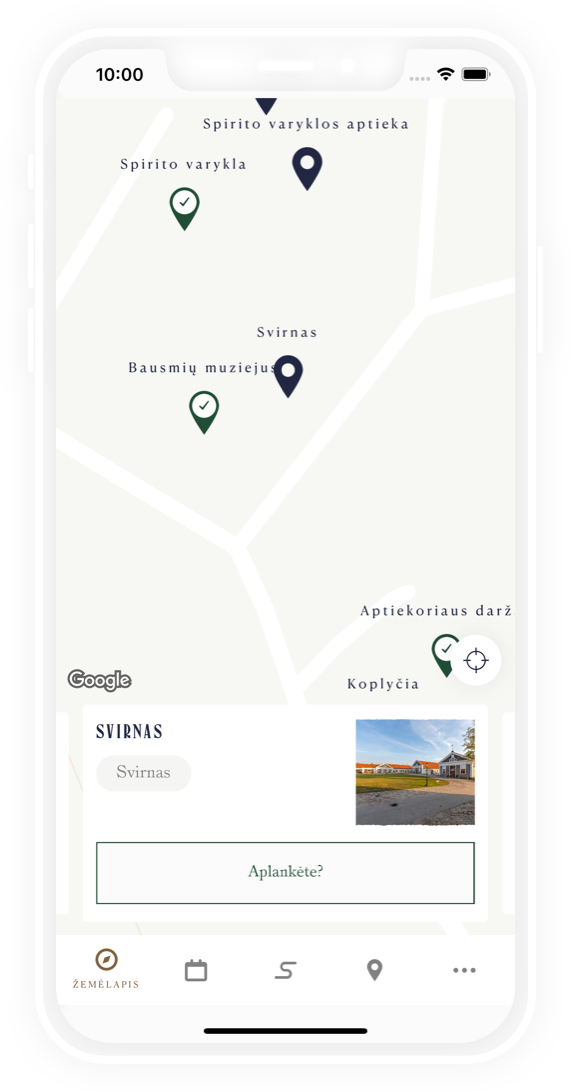 10:00
Spirito varyklos aptieka
Spirito varykla
Svirnas
Bausmių muziejus
Aptiekoriaus darž
Koplyčia
Google
SVIRNAS
Svirnas
Aplankėte?
ŽEMĖLAPIS